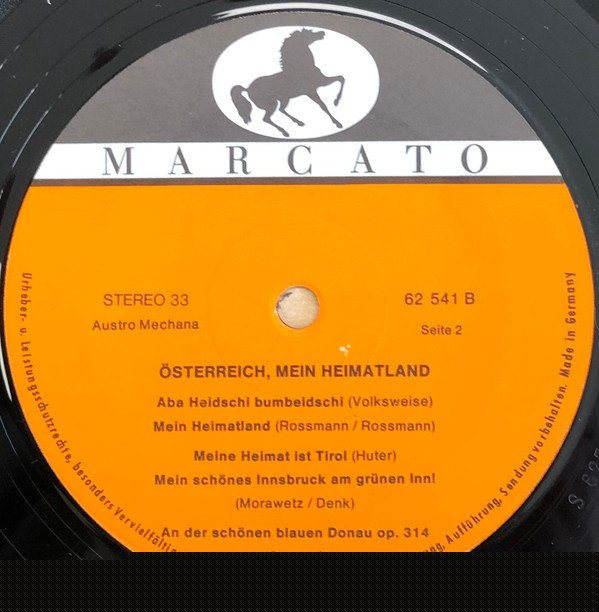 MARCATO
STEREO 33
62 541 B
Austro Mechana
Seite 2
ÖSTERREICH, MEIN HEIMATLAND
Aba Heidschi bumbeidschi (Volksweise)
Mein Heimatland (Rossmann / Rossmann)
Meine Heimat ist Tirol (Huter)
Mein schönes Innsbruck am grünen Inn!
(Morawetz / Denk)
An der schönen blauen Donau op. 314
Urheber- u. Leistungsschutzrechte, besonders
Aufführung, Sendung vorbehalten. Made in Germany